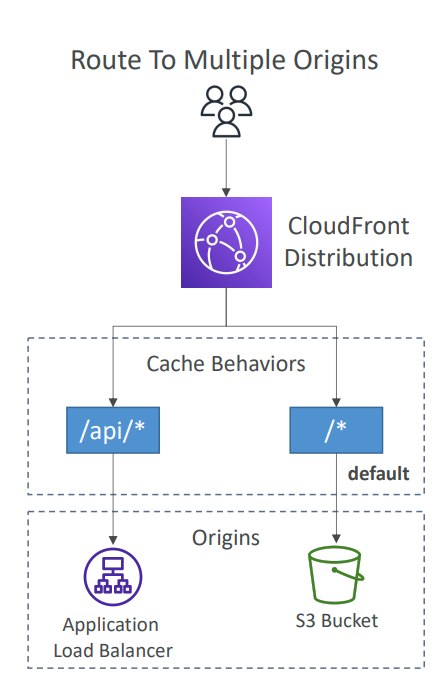 Route To Multiple Origins
CloudFront
Distribution
Cache Behaviors
/api/*
/*
default
Origins
Application
Load Balancer
S3 Bucket